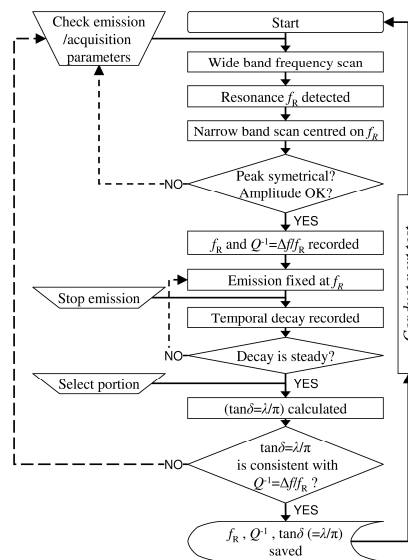 Check emission
/acquisition
parameters
Start
Wide band frequency scan
Resonance f_R detected
Narrow band scan centred on f_R
Peak symetrical?
Amplitude OK?
NO
YES
f_R and Q⁻¹=Δf/f_R recorded
Emission fixed at f_R
Stop emission
Temporal decay recorded
Decay is steady?
NO
YES
Select portion
(tanδ=λ/π) calculated
tanδ=λ/π
is consistent with
Q⁻¹=Δf/f_R ?
NO
YES
f_R , Q⁻¹ , tanδ (=λ/π)
saved